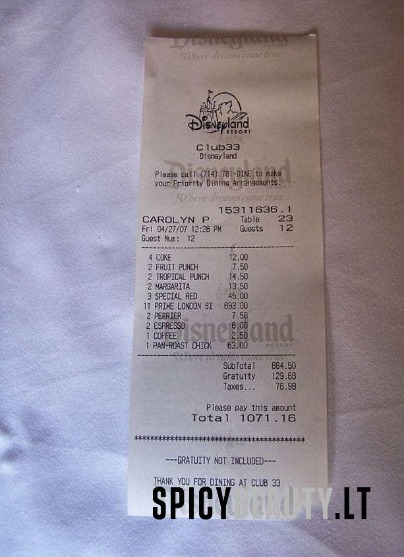 Disneyland
Where dreams come true
Disneyland
RESORT
Club33
Disneyland
Please call (714) 781-DINE to make
your Priority Dining Arrangements.
Disneyland
Where dreams come true
15311636.1
CAROLYN P Table 23
Fri 04/27/07 12:26 PM Guests 12
Guest Num: 12
4 COKE 12.00
2 FRUIT PUNCH 7.50
2 TROPICAL PUNCH 14.50
2 MARGARITA 13.50
3 SPECIAL RED 45.00
11 PRIME LONDON SI 693.00
2 PERRIER 7.50
2 ESPRESSO 6.00
1 COFFEE 2.50
1 PAN-ROAST CHICK 63.00
Disneyland
RESORT
Where dreams come true
SubTotal 864.50
Gratuity 129.68
Taxes... 76.98
Please pay this amount
Total 1071.16
****************************************
---GRATUITY NOT INCLUDED---
THANK YOU FOR DINING AT CLUB 33
SPICYBEAUTY.LT